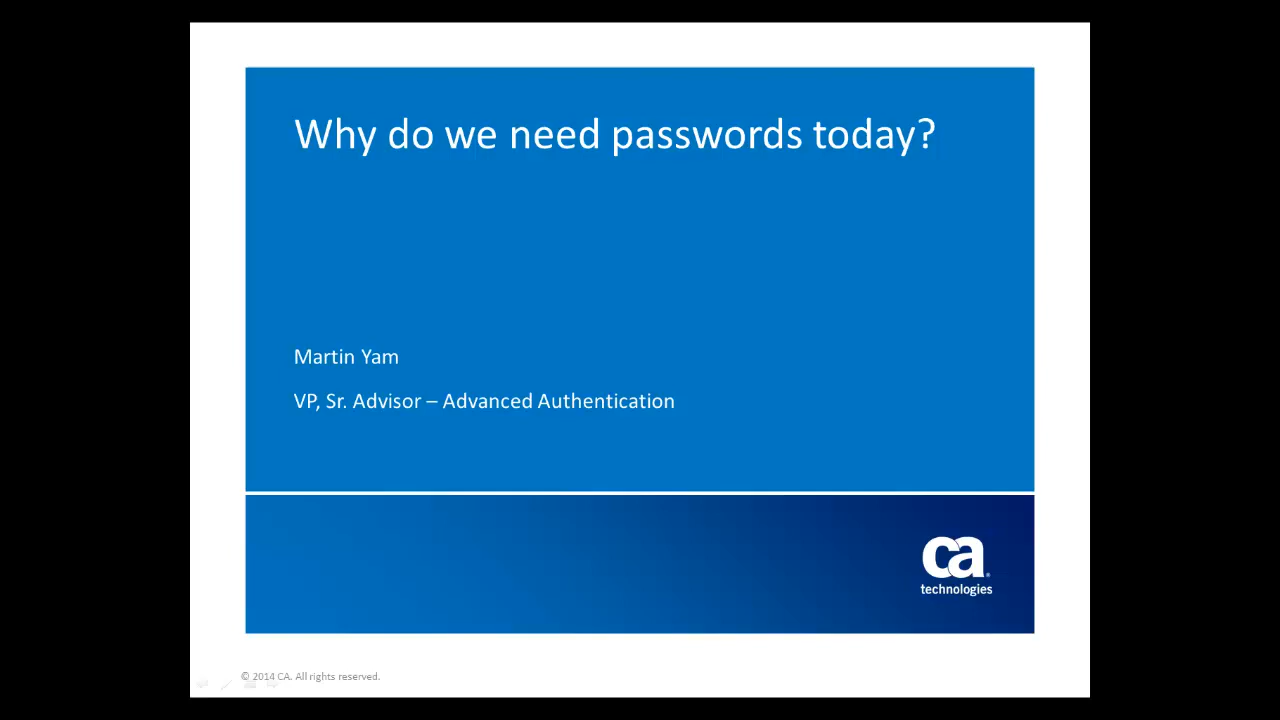 Why do we need passwords today?
Martin Yam
VP, Sr. Advisor – Advanced Authentication
ca
technologies
© 2014 CA. All rights reserved.